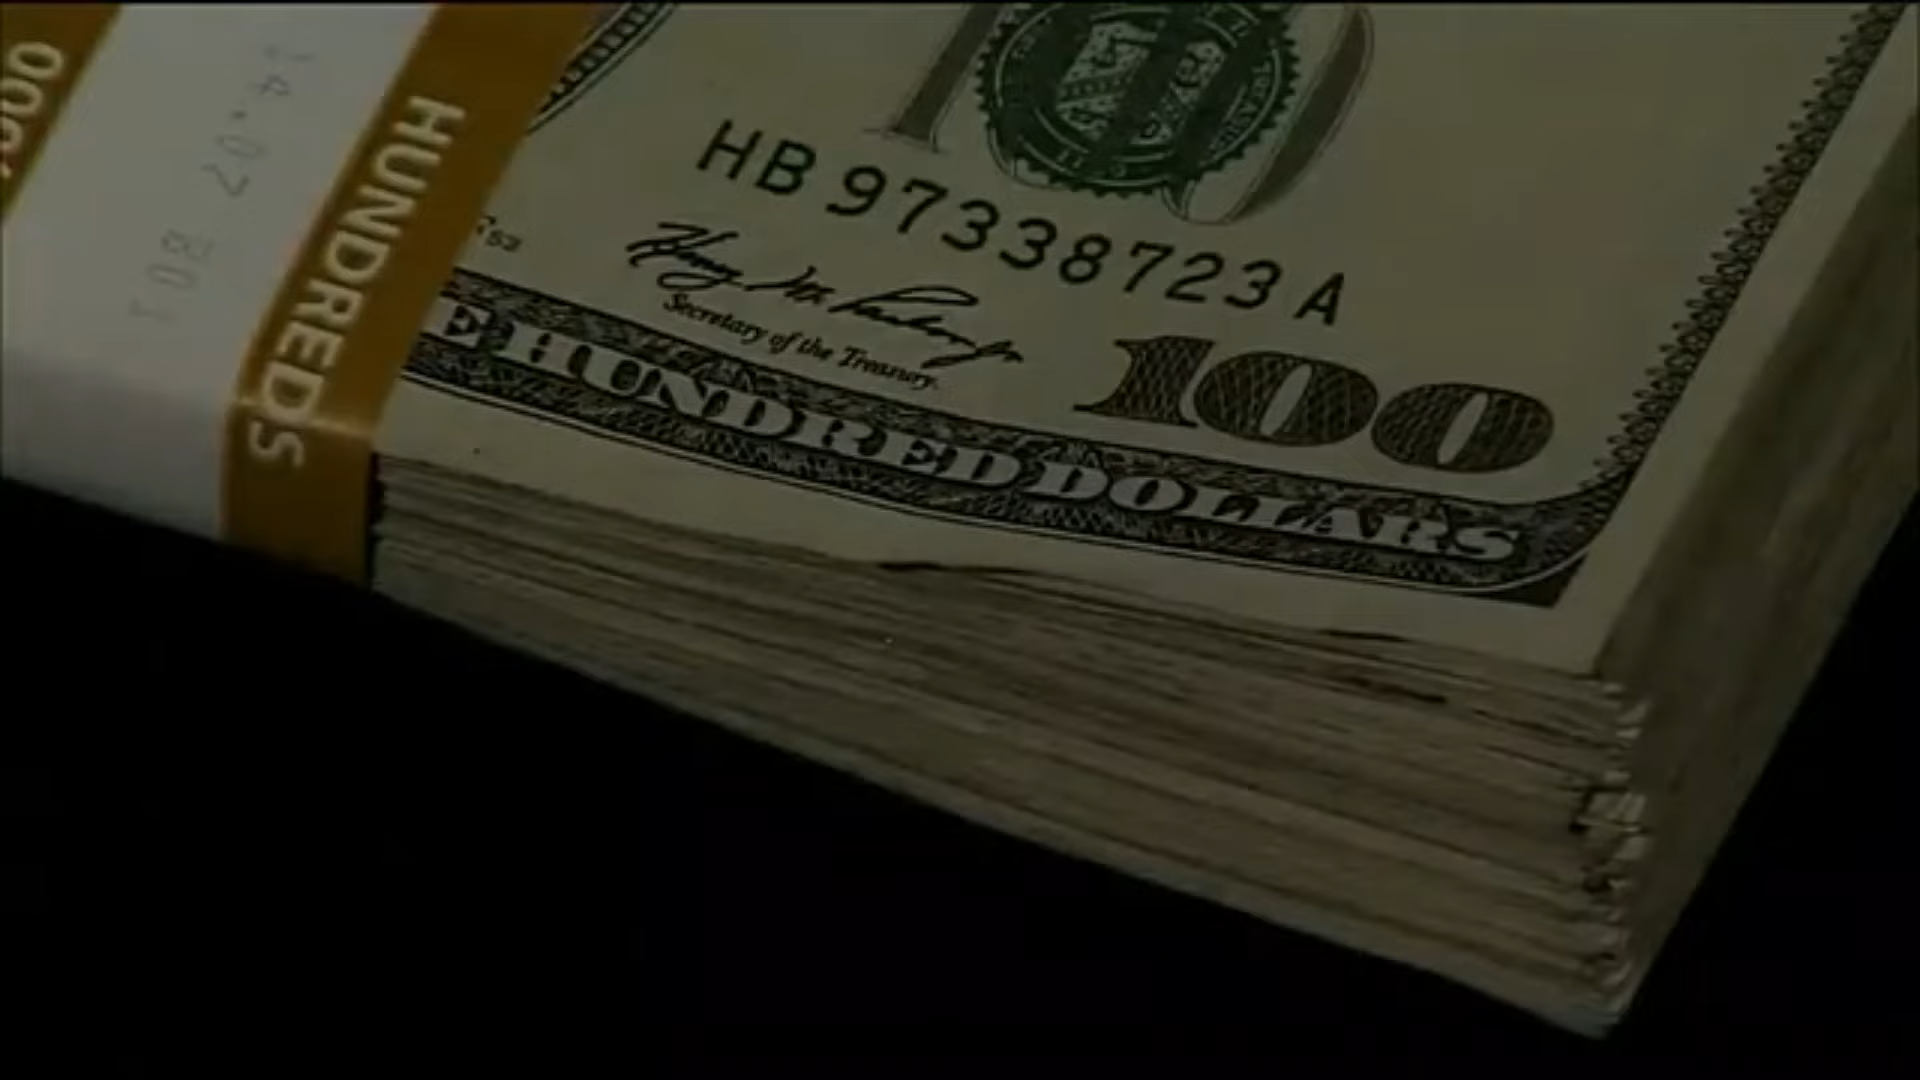 HUNDREDS
HB 97338723 A
Secretary of the Treasury.
100
E HUNDRED DOLLARS